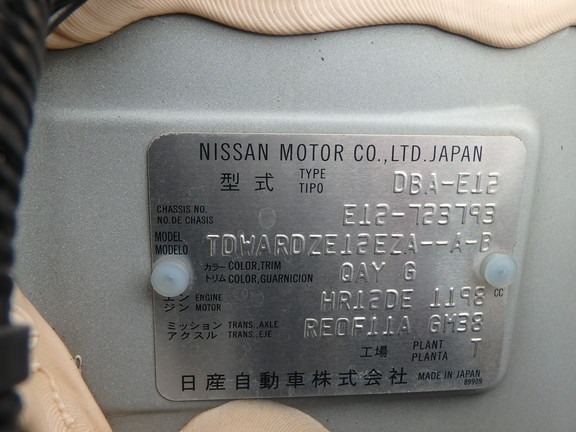 NISSAN MOTOR CO.,LTD.JAPAN
型式 TYPE TIPO DBA-E12
CHASSIS NO. NO.DE CHASIS E12-723793
MODEL MODELO TDWARDZE12EZA--A-B
カラー COLOR,TRIM トリム COLOR,GUARNICION QAY G
エンジン ENGINE MOTOR HR12DE 1198 CC
ミッション TRANS.,AXLE アクスル TRANS.,EJE RE0F11A GM38
工場 PLANT PLANTA T
日産自動車株式会社 MADE IN JAPAN
89909